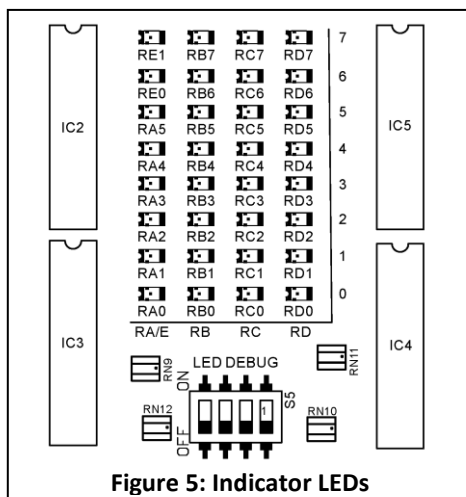 RE1 RB7 RC7 RD7 7
RE0 RB6 RC6 RD6 6
IC2 IC5
RA5 RB5 RC5 RD5 5
RA4 RB4 RC4 RD4 4
RA3 RB3 RC3 RD3 3
RA2 RB2 RC2 RD2 2
RA1 RB1 RC1 RD1 1
RA0 RB0 RC0 RD0 0
RA/E RB RC RD
IC3 IC4
RN9 LED DEBUG RN11
ON
S5
1
RN12 RN10
OFF
Figure 5: Indicator LEDs